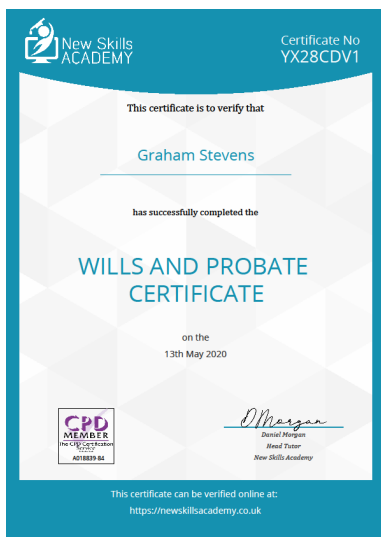 New Skills
ACADEMY
Certificate No
YX28CDV1
This certificate is to verify that
Graham Stevens
has successfully completed the
WILLS AND PROBATE
CERTIFICATE
on the
13th May 2020
CPD
MEMBER
The CPD Certification
Service
A018839-84
DMorgan
Daniel Morgan
Head Tutor
New Skills Academy
This certificate can be verified online at:
https://newskillsacademy.co.uk